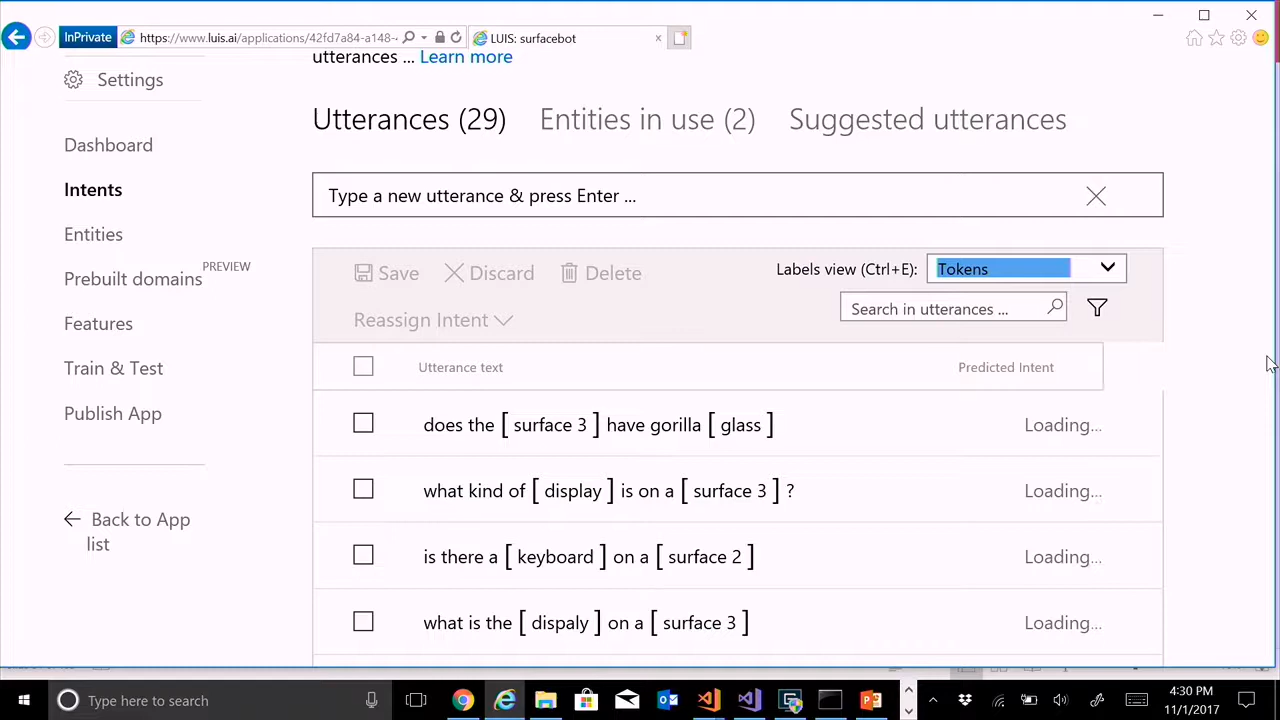 InPrivate
https://www.luis.ai/applications/42fd7a84-a148-
LUIS: surfacebot
utterances ... Learn more
Settings
Utterances (29)
Entities in use (2)
Suggested utterances
Dashboard
Intents
Type a new utterance & press Enter ...
Entities
Prebuilt domains PREVIEW
Save
Discard
Delete
Labels view (Ctrl+E):
Tokens
Features
Reassign Intent
Search in utterances ...
Train & Test
Utterance text
Predicted Intent
Publish App
does the [ surface 3 ] have gorilla [ glass ]
Loading...
what kind of [ display ] is on a [ surface 3 ] ?
Loading...
Back to App
list
is there a [ keyboard ] on a [ surface 2 ]
Loading...
what is the [ dispaly ] on a [ surface 3 ]
Loading...
Type here to search
4:30 PM
11/1/2017